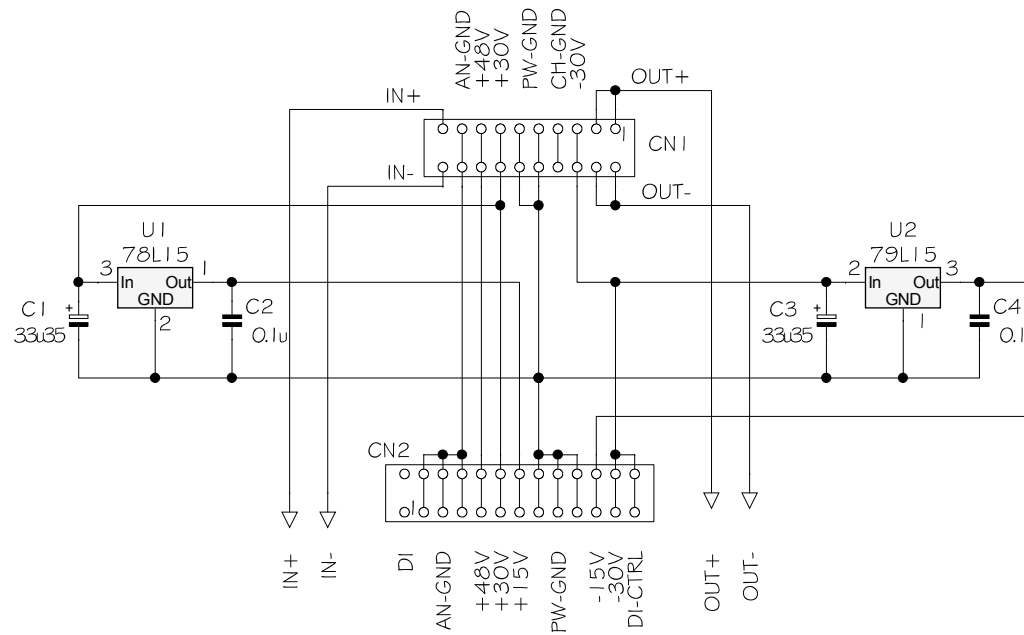 AN-GND
+48V
+30V
PW-GND
CH-GND
-30V
OUT+
IN+
1
CN1
IN-
OUT-
U1
78L15
3
In
Out
1
GND
2
C1
+
33u35
C2
0.1u
U2
79L15
2
In
Out
3
GND
1
C3
+
33u35
C4
0.1
CN2
1
IN+
IN-
DI
AN-GND
+48V
+30V
+15V
PW-GND
-15V
-30V
DI-CTRL
OUT+
OUT-